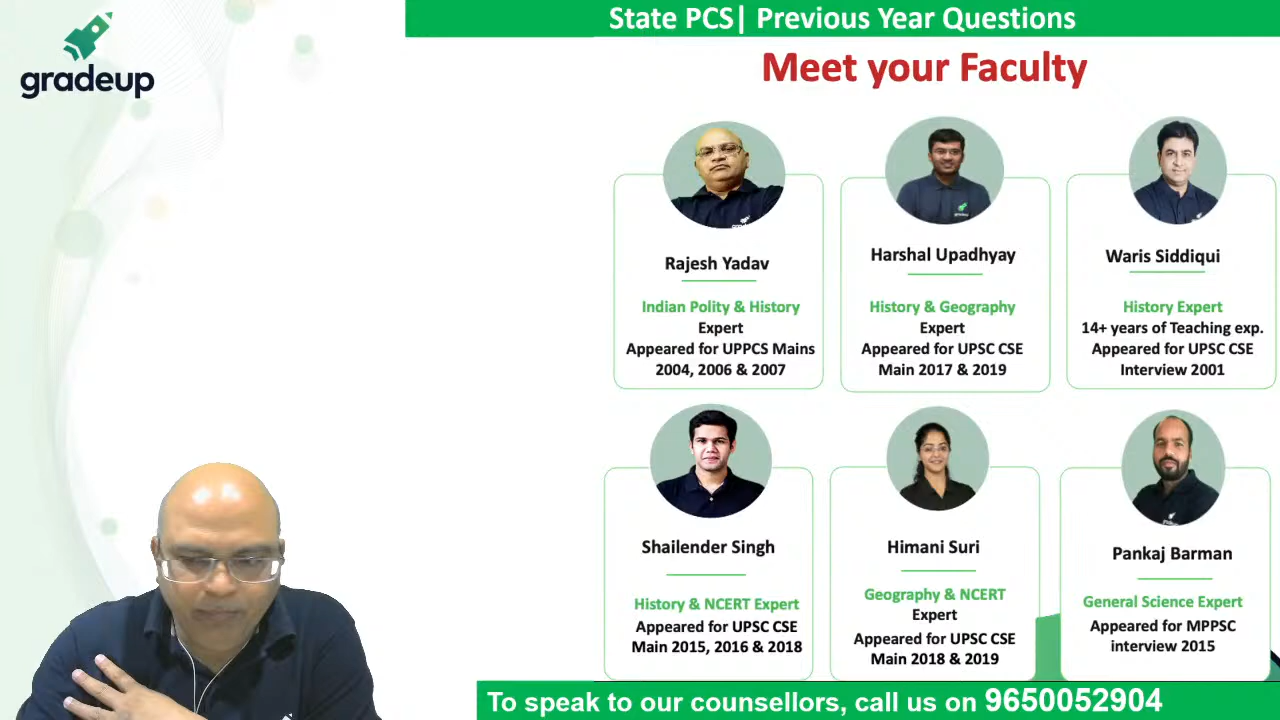 State PCS| Previous Year Questions
gradeup
Meet your Faculty
gradeup
Rajesh Yadav
Indian Polity & History
Expert
Appeared for UPPCS Mains
2004, 2006 & 2007
Harshal Upadhyay
History & Geography
Expert
Appeared for UPSC CSE
Main 2017 & 2019
Waris Siddiqui
History Expert
14+ years of Teaching exp.
Appeared for UPSC CSE
Interview 2001
Shailender Singh
History & NCERT Expert
Appeared for UPSC CSE
Main 2015, 2016 & 2018
Himani Suri
Geography & NCERT
Expert
Appeared for UPSC CSE
Main 2018 & 2019
Pankaj Barman
General Science Expert
Appeared for MPPSC
interview 2015
To speak to our counsellors, call us on 9650052904